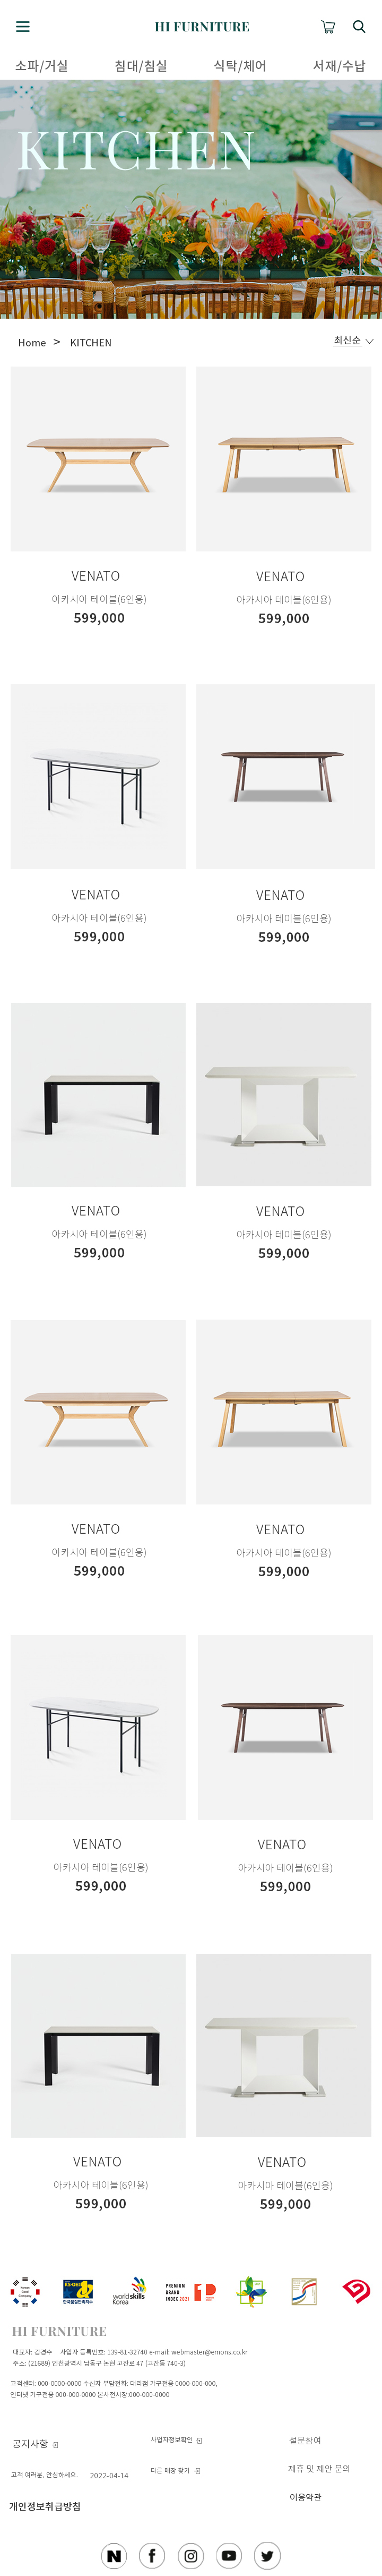 HI FURNITURE
소파/거실 침대/침실 식탁/체어 서재/수납
KITCHEN
Home > KITCHEN 최신순
VENATO VENATO
아카시아 테이블(6인용) 아카시아 테이블(6인용)
599,000 599,000
VENATO VENATO
아카시아 테이블(6인용) 아카시아 테이블(6인용)
599,000 599,000
VENATO VENATO
아카시아 테이블(6인용) 아카시아 테이블(6인용)
599,000 599,000
VENATO VENATO
아카시아 테이블(6인용) 아카시아 테이블(6인용)
599,000 599,000
VENATO VENATO
아카시아 테이블(6인용) 아카시아 테이블(6인용)
599,000 599,000
VENATO VENATO
아카시아 테이블(6인용) 아카시아 테이블(6인용)
599,000 599,000
worldskills
Korea
PREMIUM
BRAND
INDEX 2021
HI FURNITURE
대표자: 김경수 사업자 등록번호: 139-81-32740 e-mail: webmaster@emons.co.kr
주소: (21689) 인천광역시 남동구 논현 고잔로 47 (고잔동 740-3)
고객센터: 000-0000-0000 수신자 부담전화: 대리점 가구전용 0000-000-000,
인터넷 가구전용 000-000-0000 본사전시장:000-000-0000
공지사항 사업자정보확인 설문참여
고객 여러분, 안심하세요. 2022-04-14 다른 매장 찾기 제휴 및 제안 문의
개인정보취급방침 이용약관